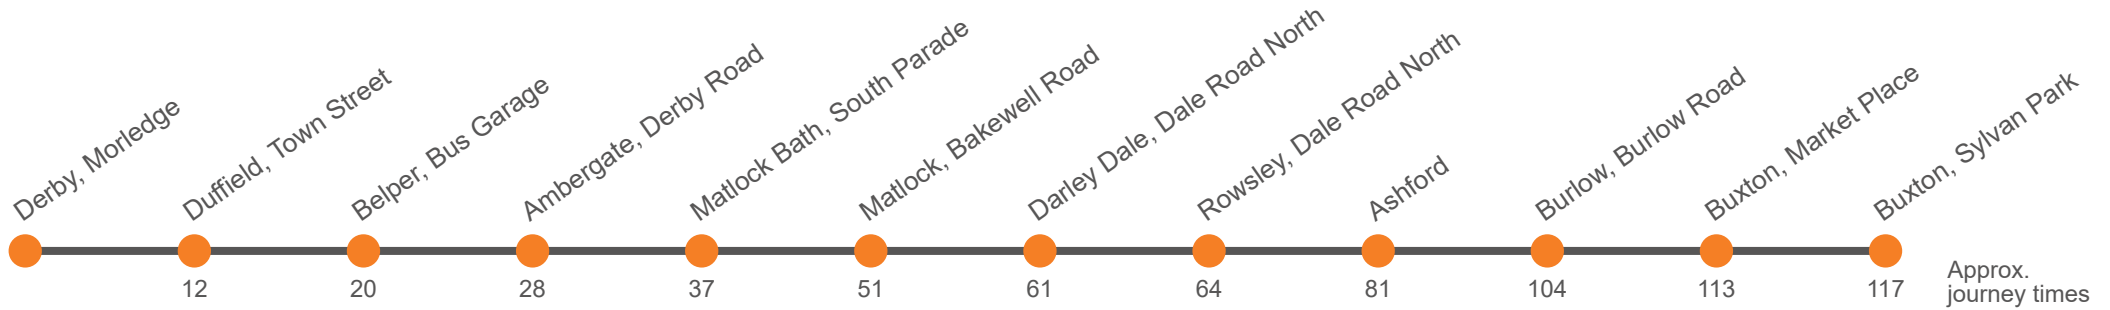 Derby, Morledge
Duffield, Town Street
Belper, Bus Garage
Ambergate, Derby Road
Matlock Bath, South Parade
Matlock, Bakewell Road
Darley Dale, Dale Road North
Rowsley, Dale Road North
Ashford
Burlow, Burlow Road
Buxton, Market Place
Buxton, Sylvan Park
12
20
28
37
51
61
64
81
104
113
117
Approx.
journey times